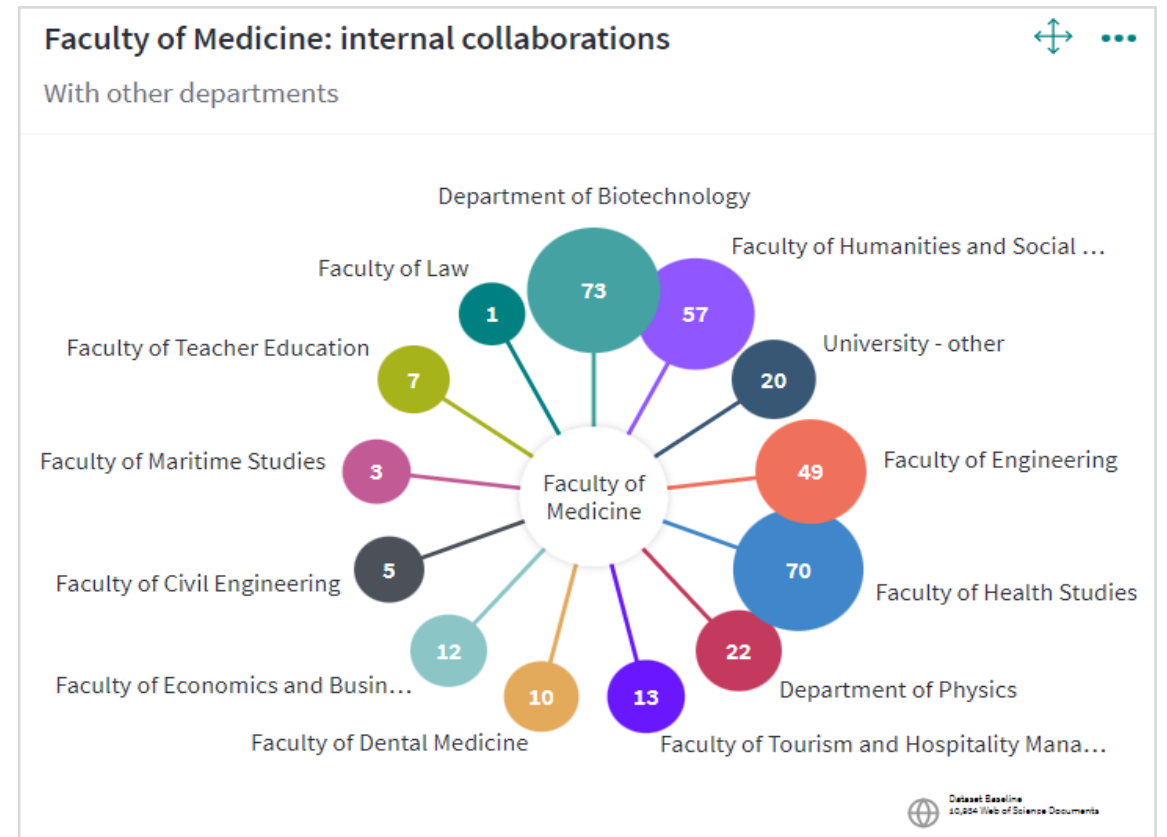 Faculty of Medicine: internal collaborations
With other departments
Department of Biotechnology
Faculty of Humanities and Social ...
Faculty of Law
73
1
57
University - other
Faculty of Teacher Education
7
20
Faculty of Maritime Studies
3
49
Faculty of Engineering
Faculty of
Medicine
5
70
Faculty of Civil Engineering
Faculty of Health Studies
12
22
Faculty of Economics and Busin...
10
13
Department of Physics
Faculty of Dental Medicine
Faculty of Tourism and Hospitality Mana...
Dataset Baseline
Web of Science Documents